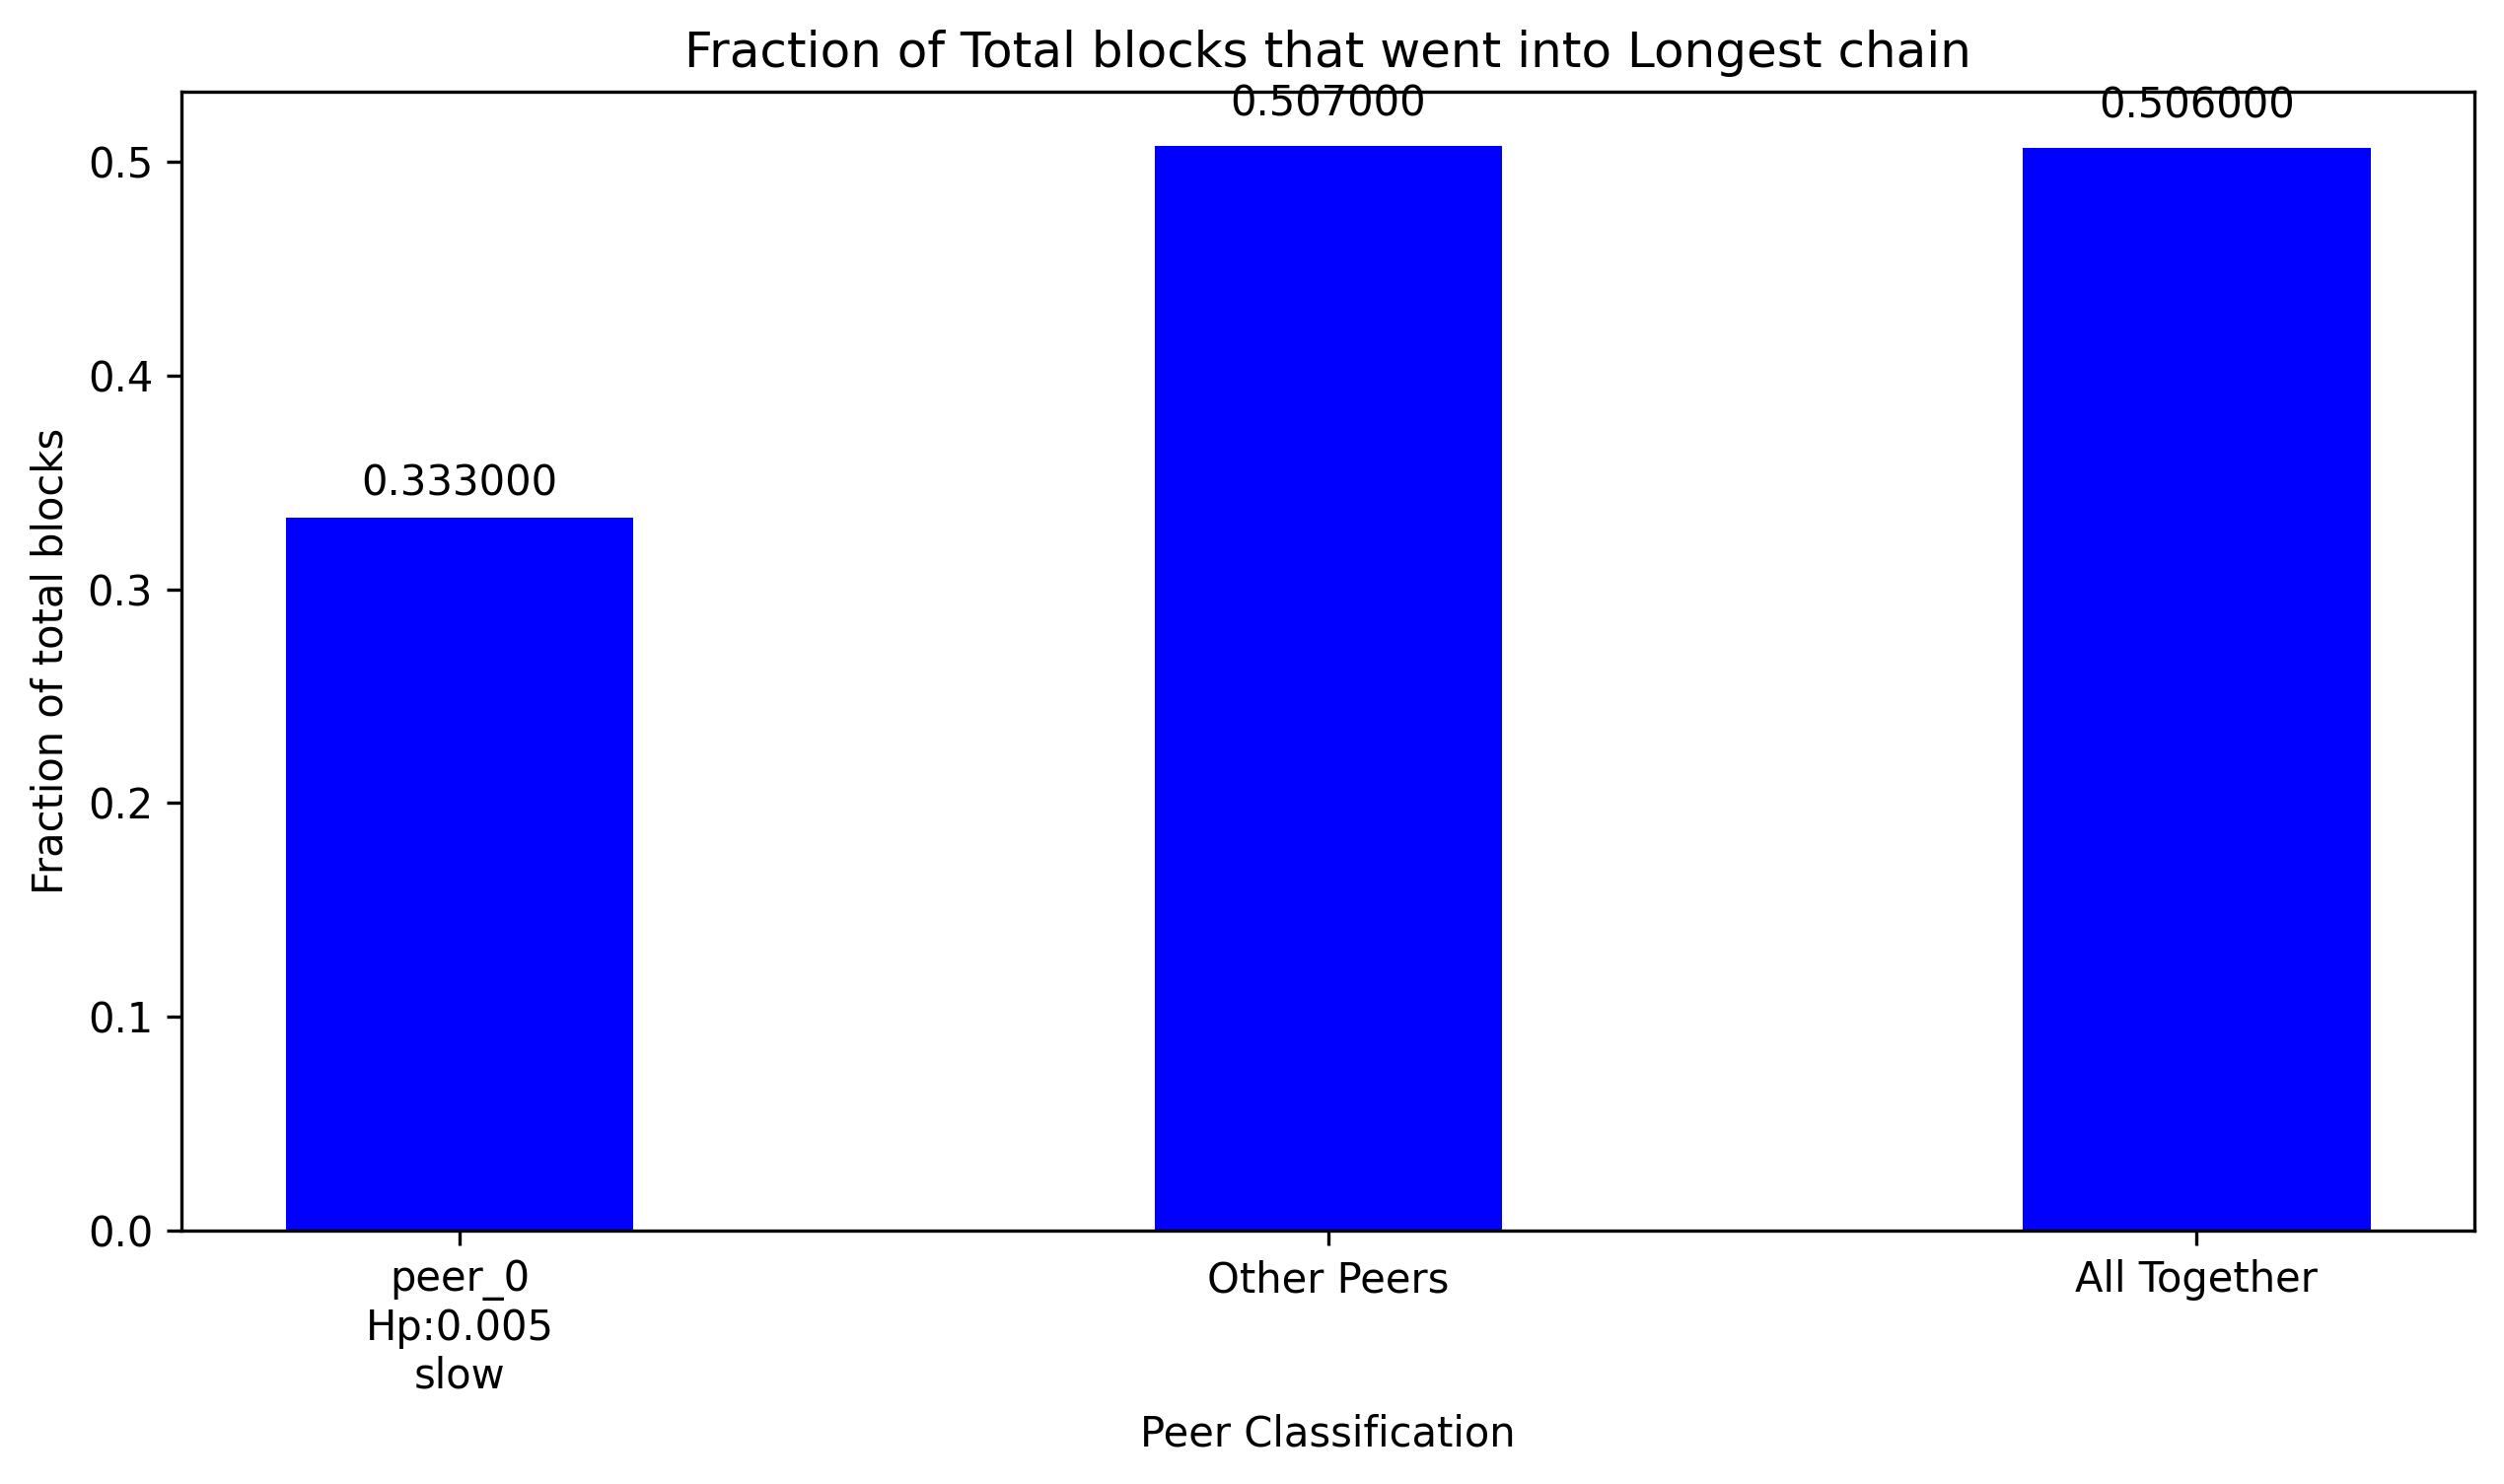 Fraction of Total blocks that went into Longest chain
0.507000
0.506000
0.333000
0.5
0.4
0.3
0.2
0.1
0.0
Fraction of total blocks
peer_0
Hp:0.005
slow
Other Peers
All Together
Peer Classification